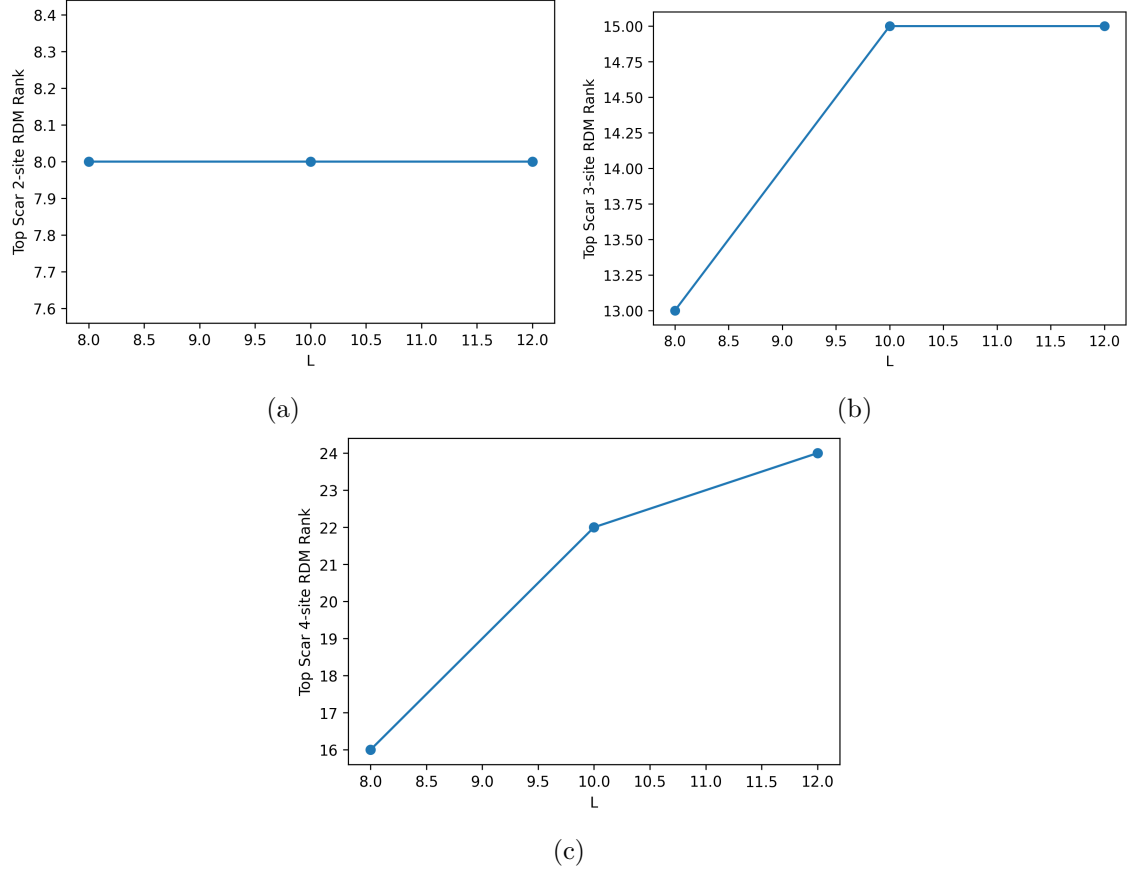 Top Scar 2-site RDM Rank
8.4
8.3
8.2
8.1
8.0
7.9
7.8
7.7
7.6
8.0 8.5 9.0 9.5 10.0 10.5 11.0 11.5 12.0
L
(a)
Top Scar 3-site RDM Rank
15.00
14.75
14.50
14.25
14.00
13.75
13.50
13.25
13.00
8.0 8.5 9.0 9.5 10.0 10.5 11.0 11.5 12.0
L
(b)
Top Scar 4-site RDM Rank
24
23
22
21
20
19
18
17
16
8.0 8.5 9.0 9.5 10.0 10.5 11.0 11.5 12.0
L
(c)